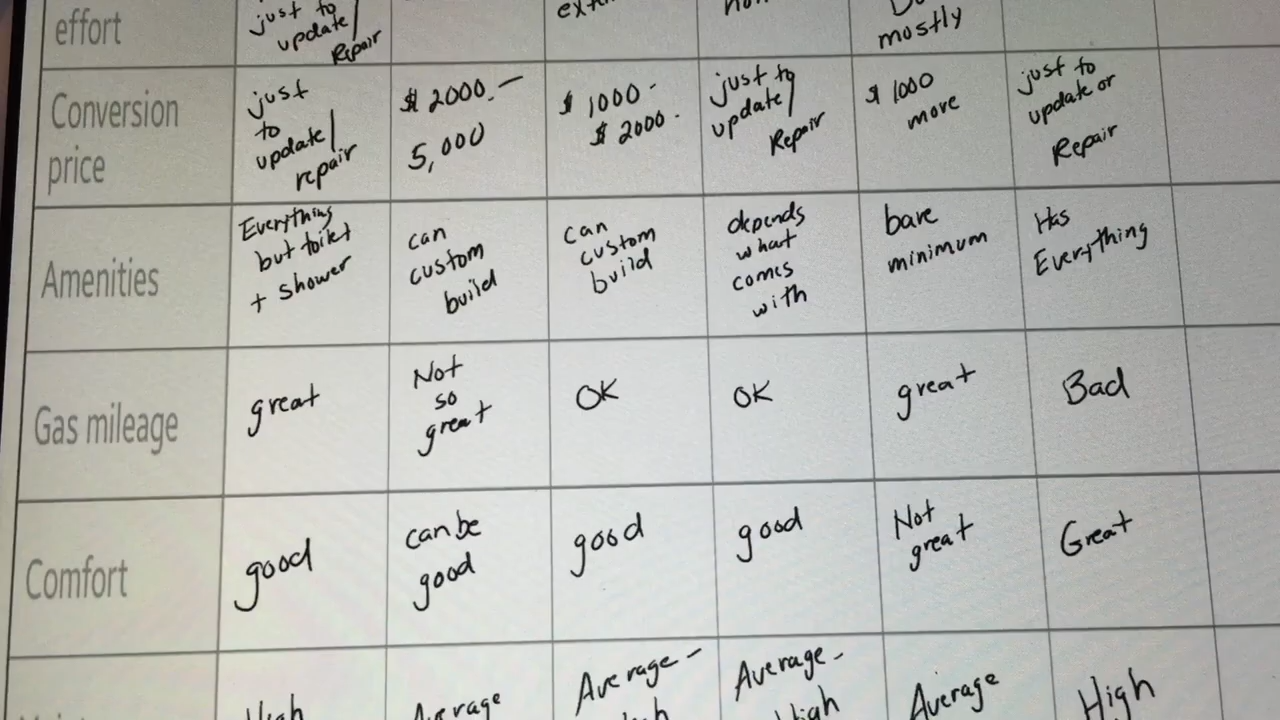 effort
just to
update/
Repair
mostly
Conversion
price
just
to
update/
repair
$ 2000.-
5,000
$ 1000-
$ 2000.
just to
update/
Repair
$ 1000
more
just to
update or
Repair
Amenities
Everything
but toilet
+ shower
can
custom
build
can
custom
build
depends
what
comes
with
bare
minimum
Has
Everything
Gas mileage
great
Not
so
great
OK
OK
great
Bad
Comfort
good
can be
good
good
good
Not
great
Great
High
Average
Average-
Average-
High
Average
High